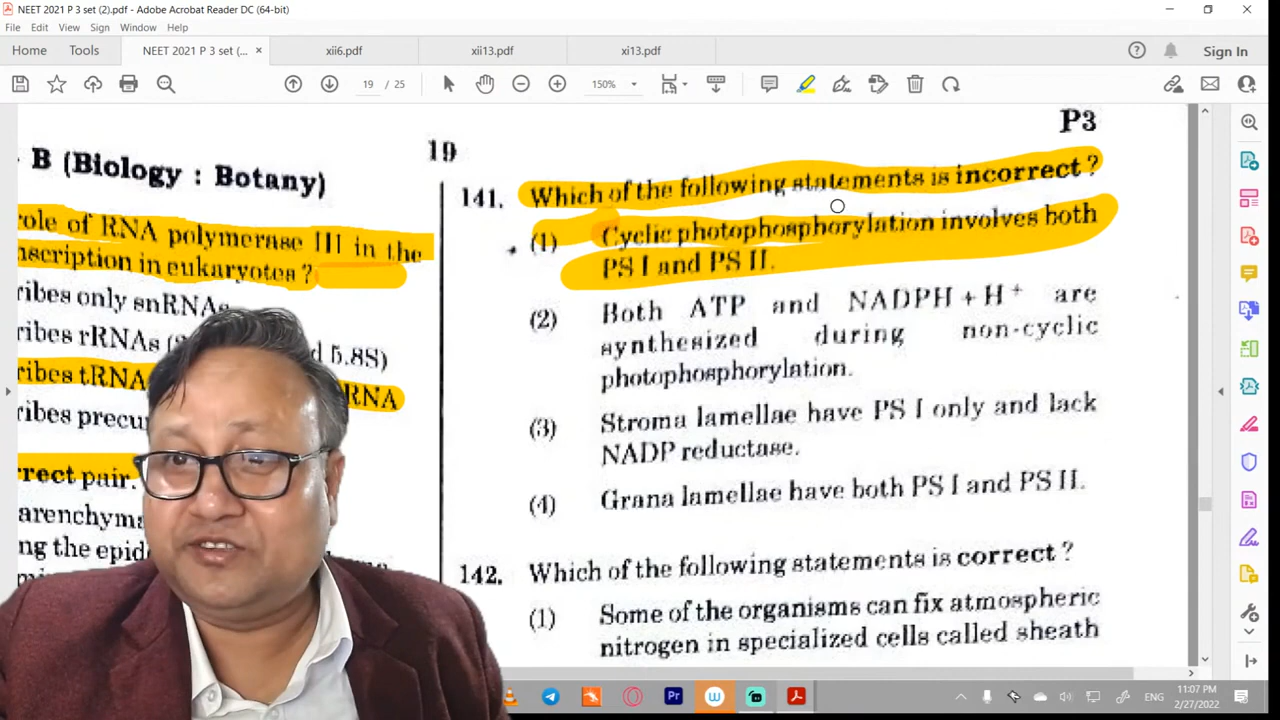 NEET 2021 P 3 set (2).pdf - Adobe Acrobat Reader DC (64-bit)
File Edit View Sign Window Help
Home Tools NEET 2021 P 3 set (... × xii6.pdf xii13.pdf xi13.pdf Sign In
19 / 25 150%
P3
19
B (Biology : Botany)
role of RNA polymerase III in the
nscription in eukaryotes ?
ribes only snRNAs
ribes rRNAs ( d 5.8S)
ribes tRNA RNA
ribes precu
rrect pair.
arenchyma
ng the epid
141. Which of the following statements is incorrect ?
(1) Cyclic photophosphorylation involves both
PS I and PS II.
(2) Both ATP and NADPH + H+ are
synthesized during non-cyclic
photophosphorylation.
(3) Stroma lamellae have PS I only and lack
NADP reductase.
(4) Grana lamellae have both PS I and PS II.
142. Which of the following statements is correct ?
(1) Some of the organisms can fix atmospheric
nitrogen in specialized cells called sheath
Pr W ENG 11:07 PM
2/27/2022